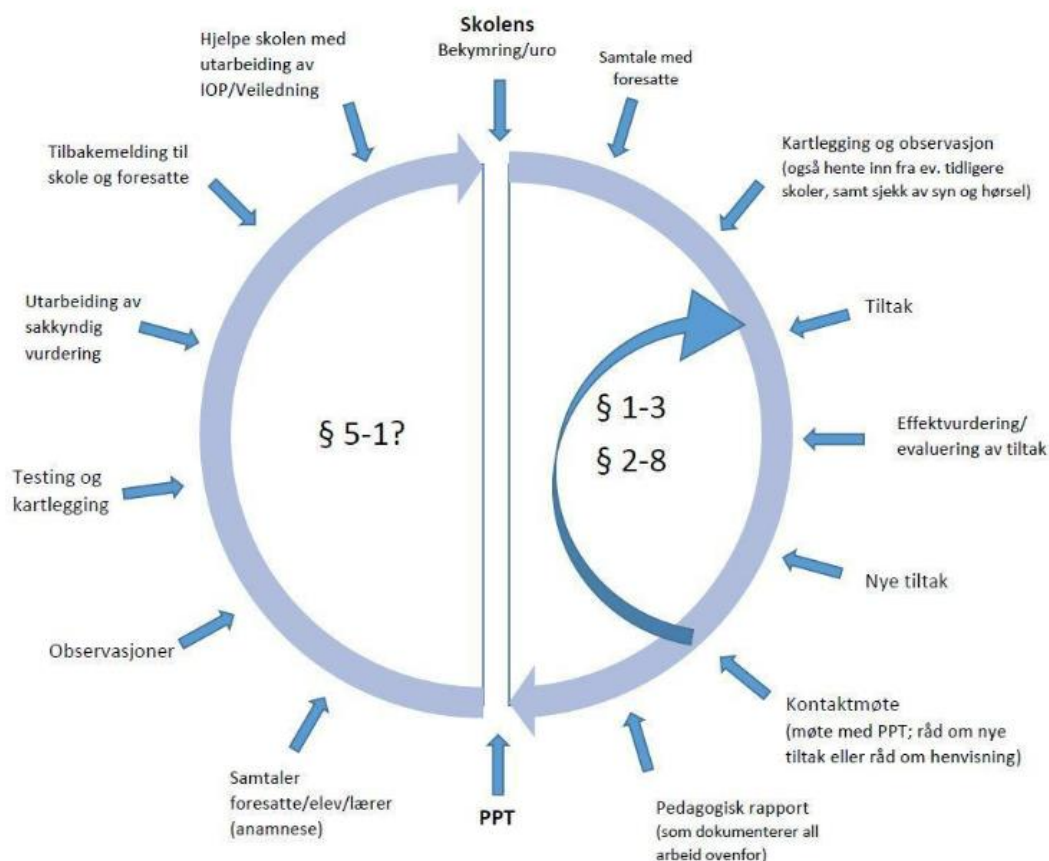 Skolens
Bekymring/uro
Samtale med
foresatte
Kartlegging og observasjon
(også hente inn fra ev. tidligere
skoler, samt sjekk av syn og hørsel)
Tiltak
Effektvurdering/
evaluering av tiltak
Nye tiltak
Kontaktmøte
(møte med PPT; råd om nye
tiltak eller råd om henvisning)
Pedagogisk rapport
(som dokumenterer all
arbeid ovenfor)
PPT
Samtaler
foresatte/elev/lærer
(anamnese)
Observasjoner
Testing og
kartlegging
Utarbeiding av
sakkyndig
vurdering
Tilbakemelding til
skole og foresatte
Hjelpe skolen med
utarbeiding av
IOP/Veiledning
§ 5-1?
§ 1-3
§ 2-8